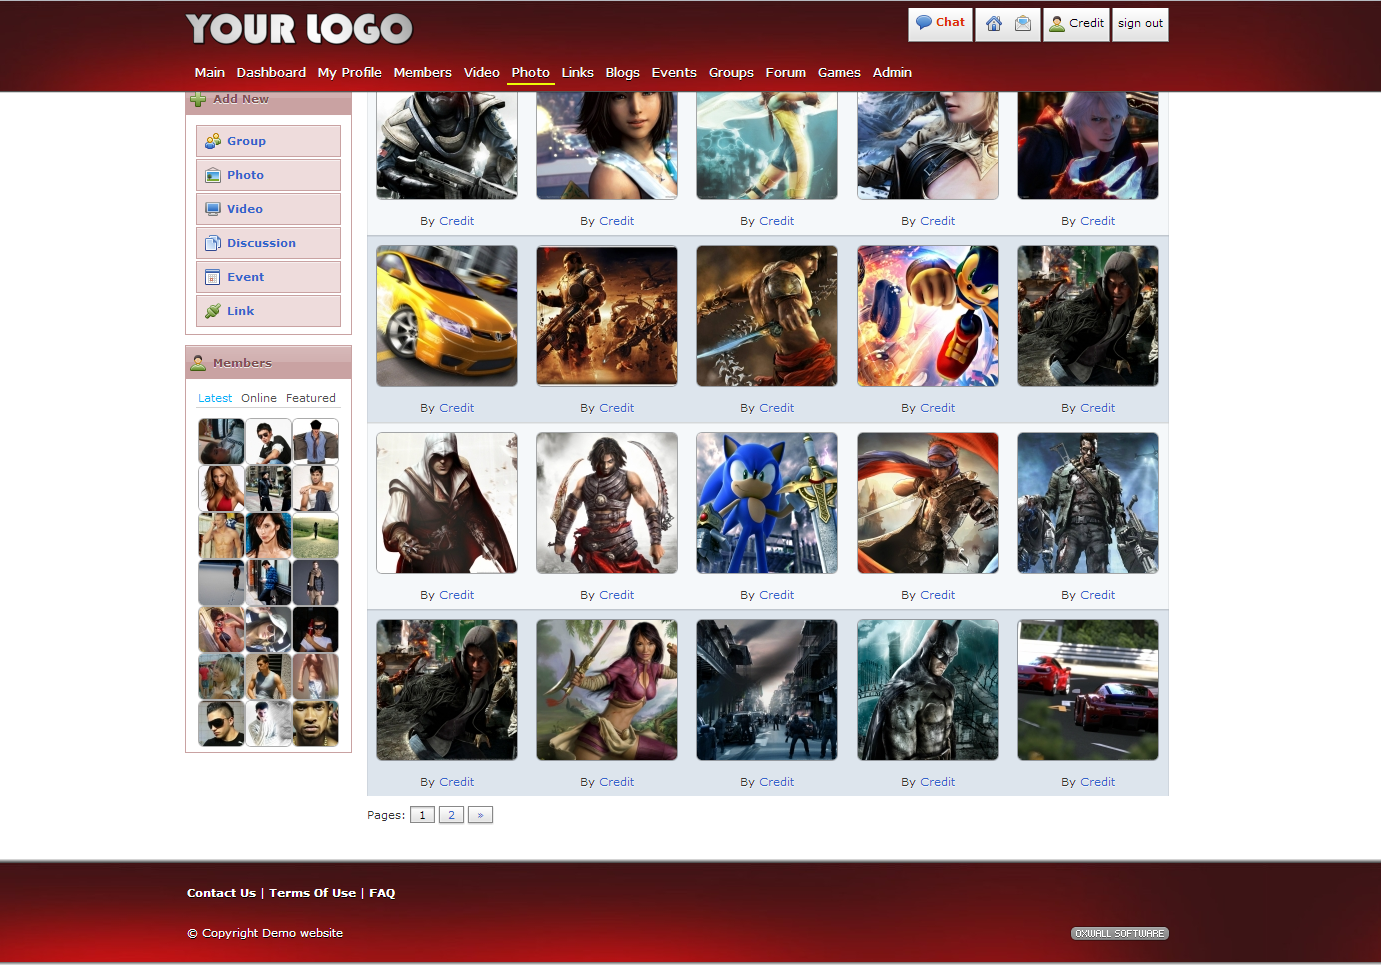 YOUR LOGO
Chat
Credit
sign out
Main Dashboard My Profile Members Video Photo Links Blogs Events Groups Forum Games Admin
Add New
Group
Photo
Video
Discussion
Event
Link
Members
Latest Online Featured
By Credit By Credit By Credit By Credit By Credit
By Credit By Credit By Credit By Credit By Credit
By Credit By Credit By Credit By Credit By Credit
By Credit By Credit By Credit By Credit By Credit
Pages: 1 2 »
Contact Us | Terms Of Use | FAQ
© Copyright Demo website
OXWALL SOFTWARE